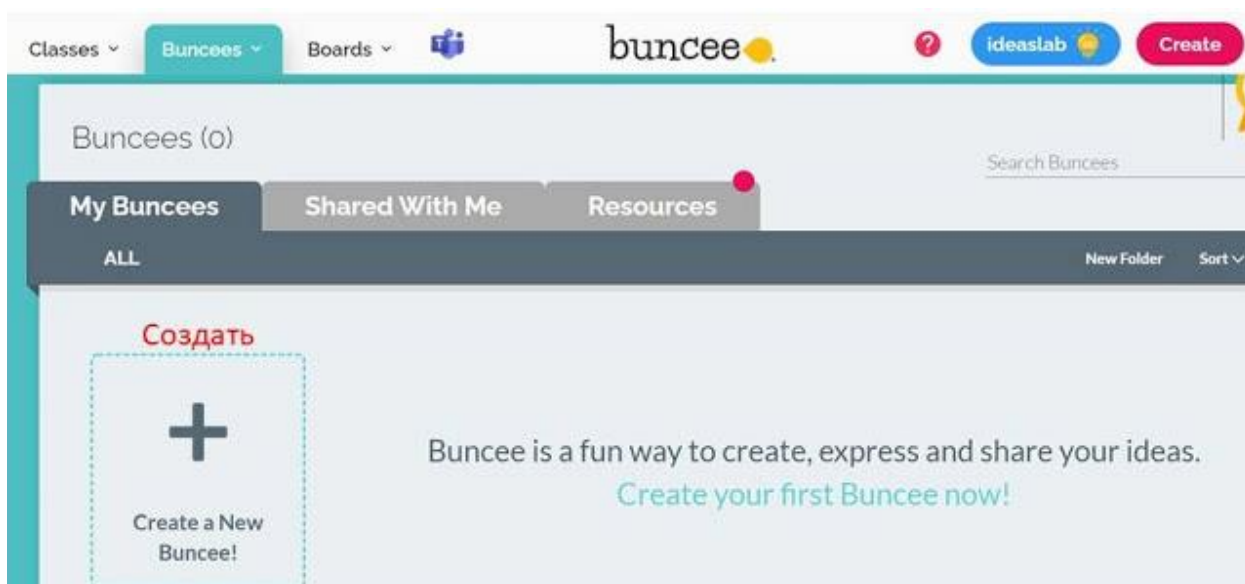 Classes Buncees Boards buncee. ? ideaslab Create
Buncees (0)
Search Buncees
My Buncees Shared With Me Resources
ALL New Folder Sort
Создать
+
Create a New
Buncee!
Buncee is a fun way to create, express and share your ideas.
Create your first Buncee now!